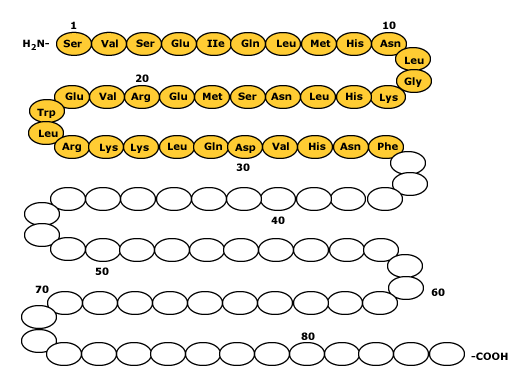 1 10
H2N- Ser Val Ser Glu IIe Gln Leu Met His Asn
Leu
Gly
20
Glu Val Arg Glu Met Ser Asn Leu His Lys
Trp
Leu
Arg Lys Lys Leu Gln Asp Val His Asn Phe
30
40
50
60
70
80
-COOH